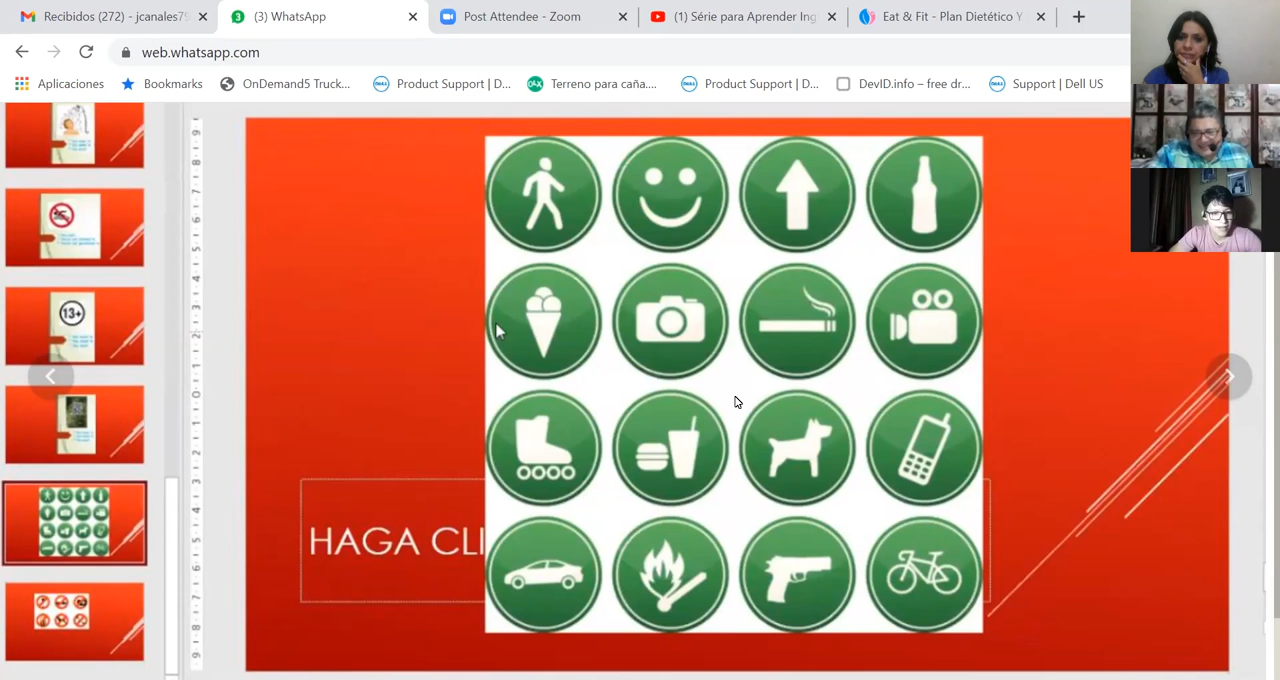 Recibidos (272) - jcanales75
(3) WhatsApp
Post Attendee - Zoom
(1) Série para Aprender Ing
Eat & Fit - Plan Dietético Y
web.whatsapp.com
Aplicaciones
Bookmarks
OnDemand5 Truck...
Product Support | D...
Terreno para caña....
Product Support | D...
DevID.info – free dr...
Support | Dell US
13+
HAGA CLI